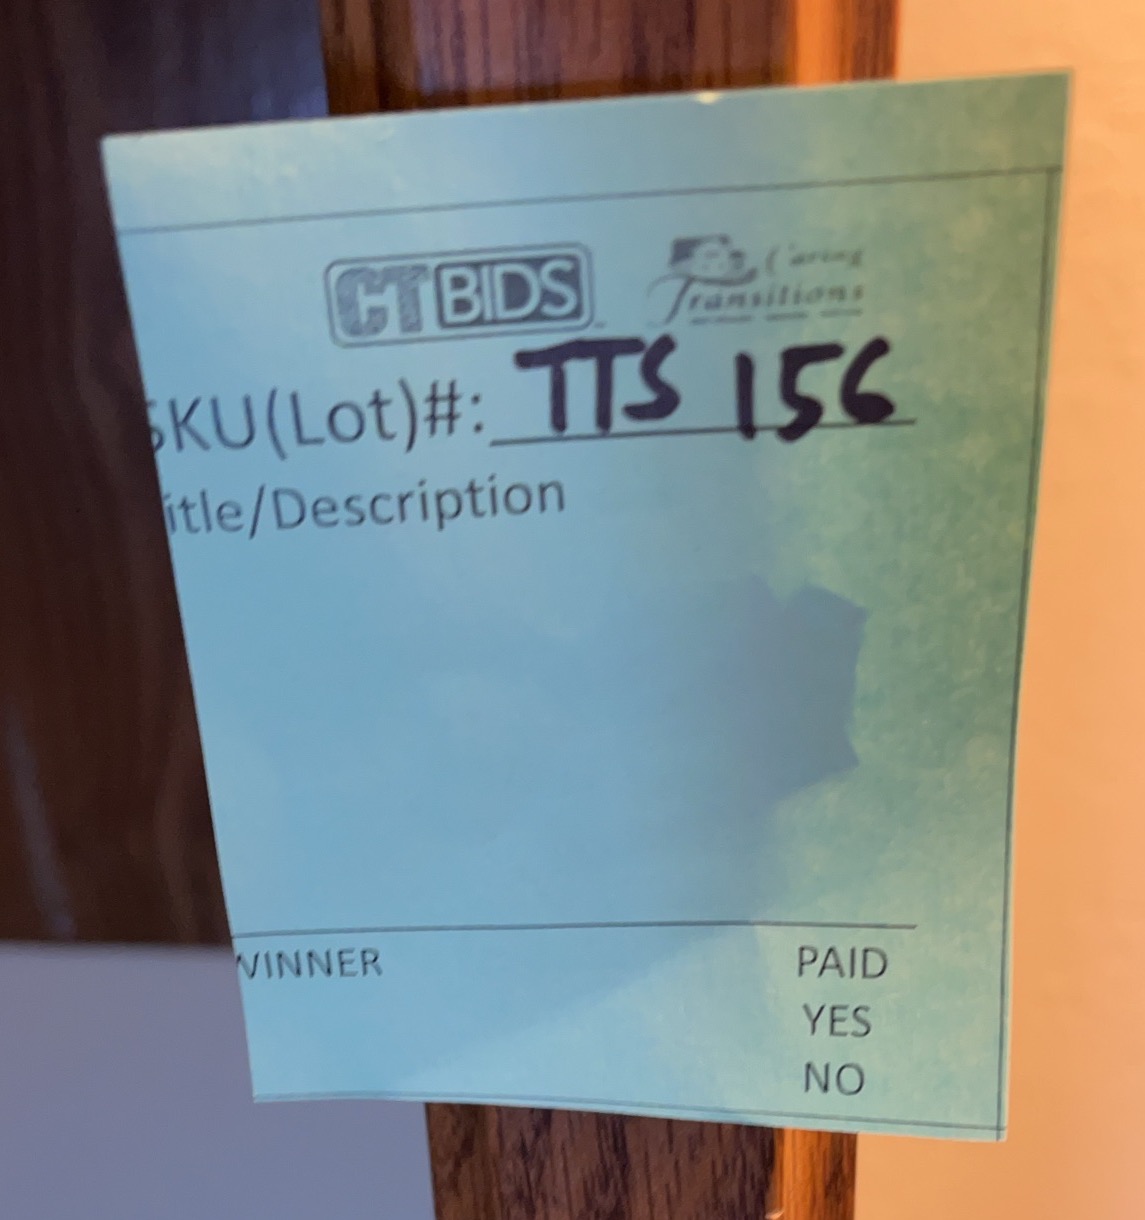 CTBIDS
Caring
Transitions
SKU(Lot)#: TTS 156
itle/Description
WINNER
PAID
YES
NO